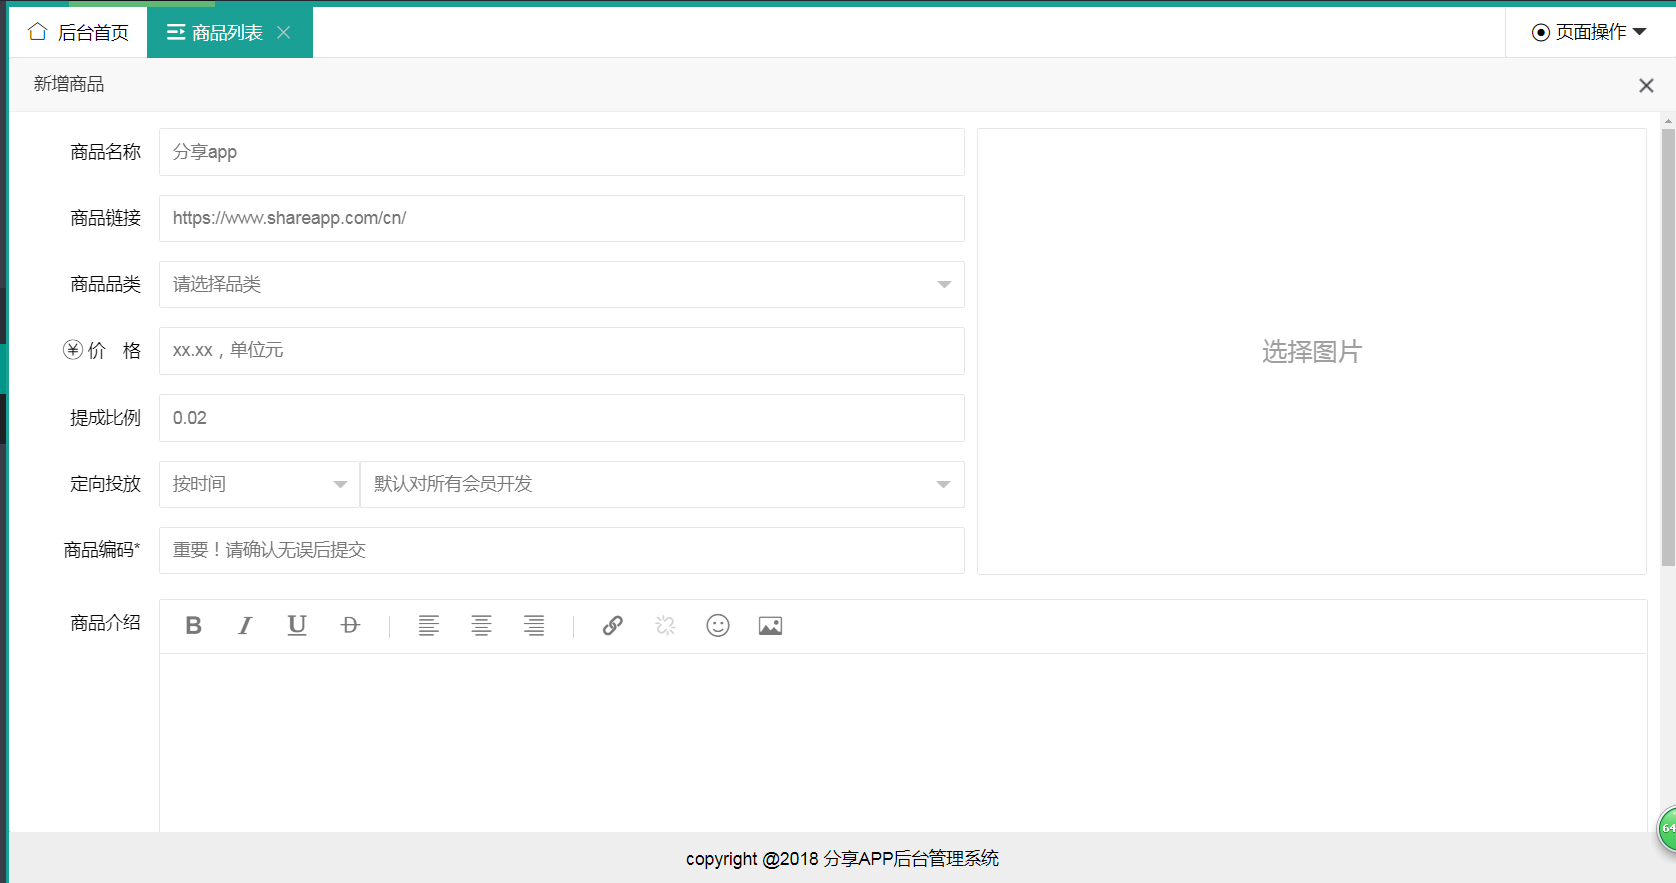 后台首页 商品列表 页面操作
新增商品
商品名称 分享app
商品链接 https://www.shareapp.com/cn/
商品品类 请选择品类
¥ 价 格 xx.xx，单位元
选择图片
提成比例 0.02
定向投放 按时间 默认对所有会员开发
商品编码* 重要！请确认无误后提交
商品介绍 B I U D
64
copyright @2018 分享APP后台管理系统